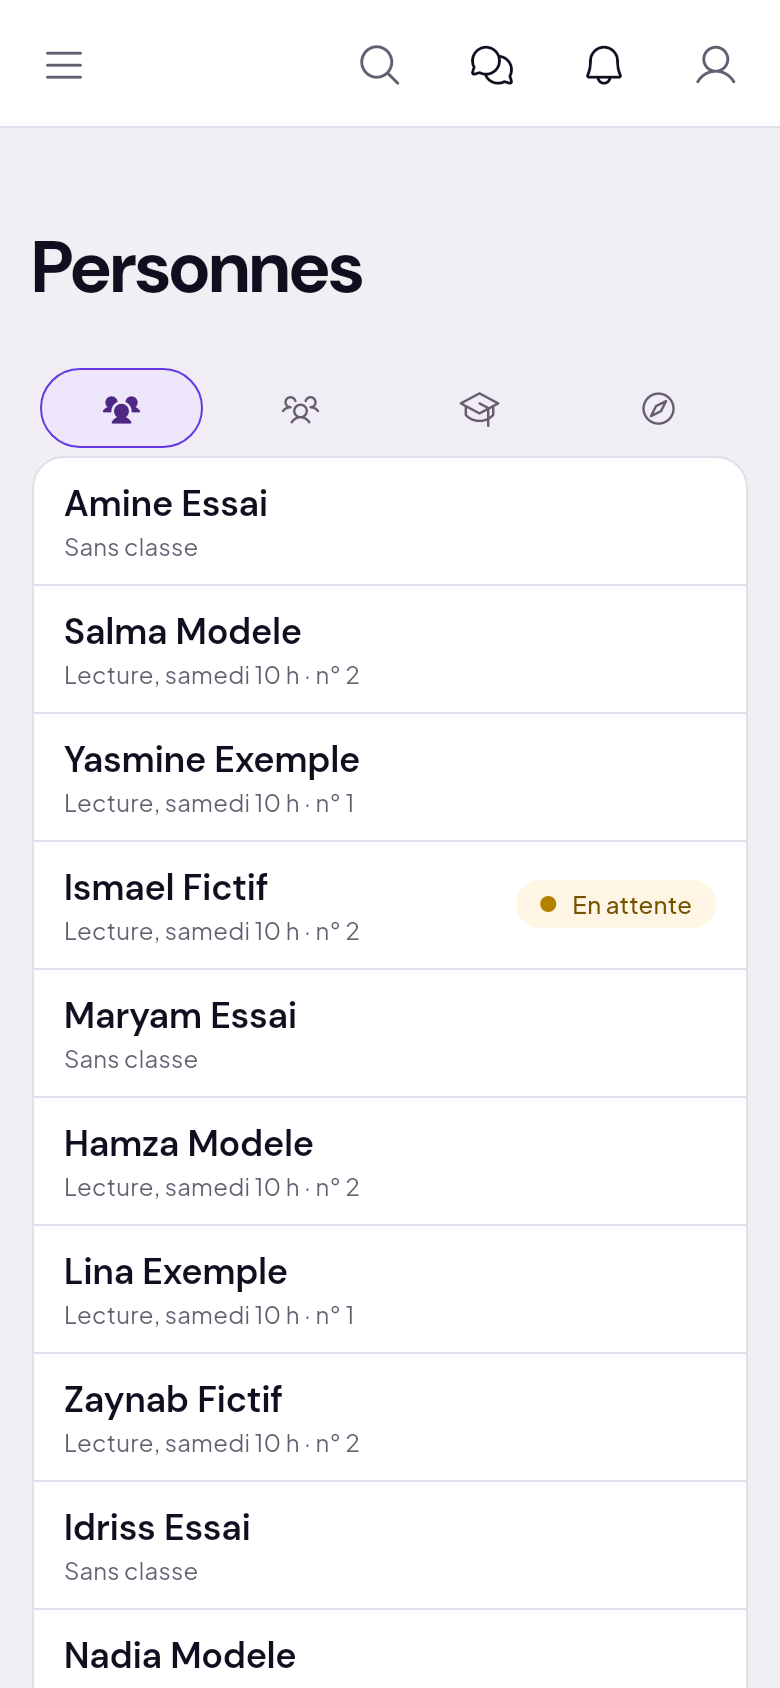 Personnes
Amine Essai
Sans classe
Salma Modele
Lecture, samedi 10 h · n° 2
Yasmine Exemple
Lecture, samedi 10 h · n° 1
Ismael Fictif
En attente
Lecture, samedi 10 h · n° 2
Maryam Essai
Sans classe
Hamza Modele
Lecture, samedi 10 h · n° 2
Lina Exemple
Lecture, samedi 10 h · n° 1
Zaynab Fictif
Lecture, samedi 10 h · n° 2
Idriss Essai
Sans classe
Nadia Modele